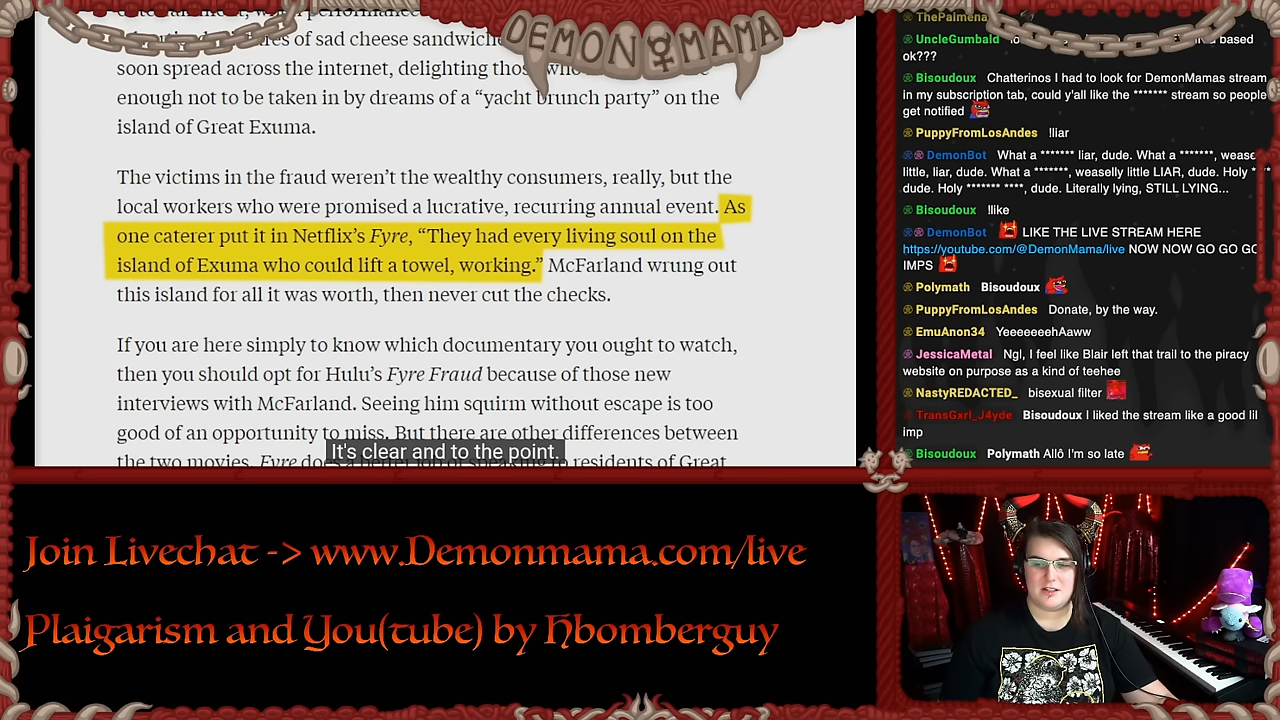 DEMON MAMA
of sad cheese
soon spread across the internet, delighting
enough not to be taken in by dreams of a “yacht brunch party” on the
island of Great Exuma.
The victims in the fraud weren’t the wealthy consumers, really, but the
local workers who were promised a lucrative, recurring annual event. As
one caterer put it in Netflix’s Fyre, “They had every living soul on the
island of Exuma who could lift a towel, working.” McFarland wrung out
this island for all it was worth, then never cut the checks.
If you are here simply to know which documentary you ought to watch,
then you should opt for Hulu’s Fyre Fraud because of those new
interviews with McFarland. Seeing him squirm without escape is too
good of an opportunity to miss. But there are other differences between
the two movies. Fyre residents of Great
It's clear and to the point.
ThePalmena
UncleGumbald based
ok???
Bisoudoux Chatterinos I had to look for DemonMamas stream
in my subscription tab, could y'all like the ******* stream so people
get notified
PuppyFromLosAndes !liar
DemonBot What a ******* liar, dude. What a *******, wease
little, liar, dude. What a *******, weaselly little LIAR, dude. Holy
dude. Holy ******* ****, dude. Literally lying, STILL LYING...
Bisoudoux !like
DemonBot LIKE THE LIVE STREAM HERE
https://youtube.com/@DemonMama/live NOW NOW GO GO GO
IMPS
Polymath Bisoudoux
PuppyFromLosAndes Donate, by the way.
EmuAnon34 YeeeeeehAaww
JessicaMetal Ngl, I feel like Blair left that trail to the piracy
website on purpose as a kind of teehee
NastyREDACTED_ bisexual filter
TransGxrl_J4yde Bisoudoux I liked the stream like a good lil
imp
Bisoudoux Polymath Allô I'm so late
Join Livechat -> www.Demonmama.com/live
Plaigarism and You(tube) by Hbomberguy